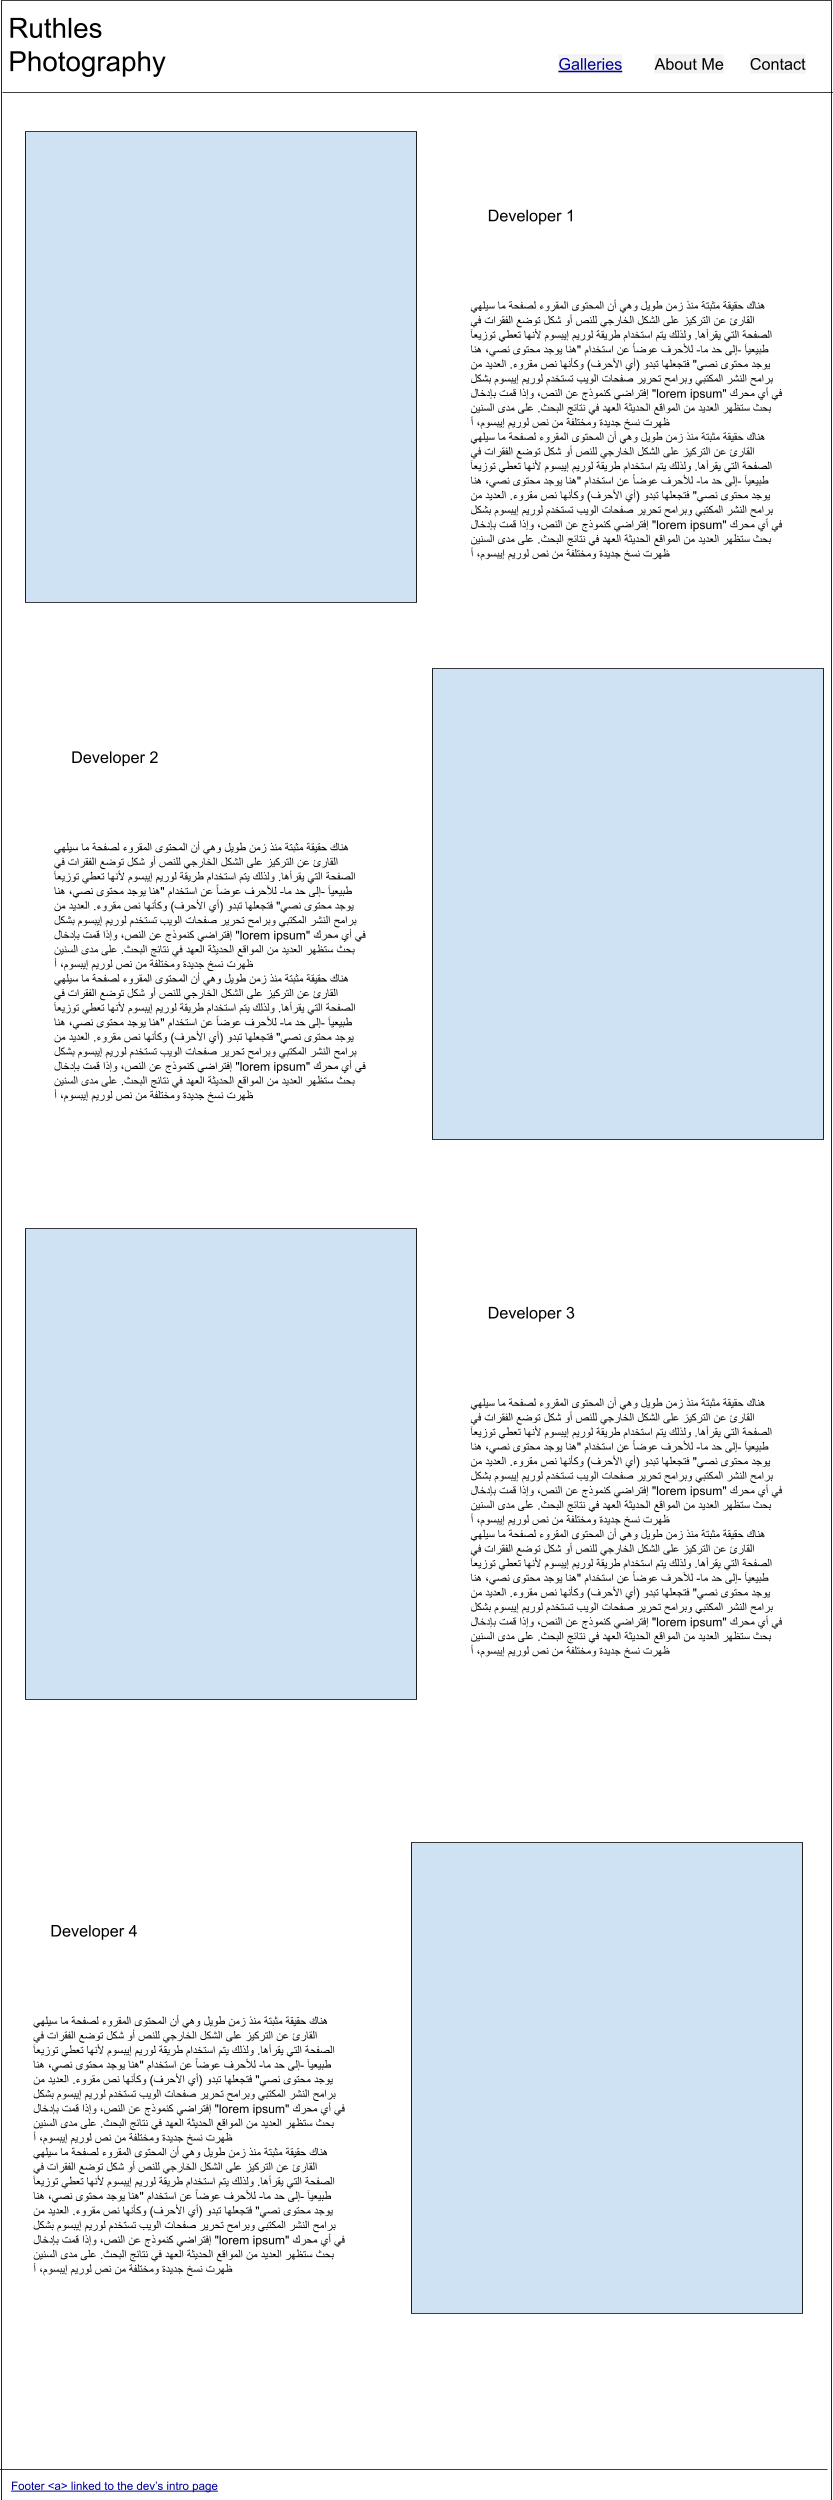 Ruthles
Photography
Galleries
About Me
Contact
Developer 1
هناك حقيقة مثبتة منذ زمن طويل وهي أن المحتوى المقروء لصفحة ما سيلهي
القارئ عن التركيز على الشكل الخارجي للنص أو شكل توضع الفقرات في
الصفحة التي يقرأها. ولذلك يتم استخدام طريقة لوريم إيبسوم لأنها تعطي توزيعاَ
طبيعياَ -إلى حد ما- للأحرف عوضاً عن استخدام "هنا يوجد محتوى نصي، هنا
يوجد محتوى نصي" فتجعلها تبدو (أي الأحرف) وكأنها نص مقروء. العديد من
برامح النشر المكتبي وبرامح تحرير صفحات الويب تستخدم لوريم إيبسوم بشكل
إفتراضي كنموذج عن النص، وإذا قمت بإدخال "lorem ipsum" في أي محرك
بحث ستظهر العديد من المواقع الحديثة العهد في نتائج البحث. على مدى السنين
ظهرت نسخ جديدة ومختلفة من نص لوريم إيبسوم، أ
هناك حقيقة مثبتة منذ زمن طويل وهي أن المحتوى المقروء لصفحة ما سيلهي
القارئ عن التركيز على الشكل الخارجي للنص أو شكل توضع الفقرات في
الصفحة التي يقرأها. ولذلك يتم استخدام طريقة لوريم إيبسوم لأنها تعطي توزيعاَ
طبيعياَ -إلى حد ما- للأحرف عوضاً عن استخدام "هنا يوجد محتوى نصي، هنا
يوجد محتوى نصي" فتجعلها تبدو (أي الأحرف) وكأنها نص مقروء. العديد من
برامح النشر المكتبي وبرامح تحرير صفحات الويب تستخدم لوريم إيبسوم بشكل
إفتراضي كنموذج عن النص، وإذا قمت بإدخال "lorem ipsum" في أي محرك
بحث ستظهر العديد من المواقع الحديثة العهد في نتائج البحث. على مدى السنين
ظهرت نسخ جديدة ومختلفة من نص لوريم إيبسوم، أ
Developer 2
هناك حقيقة مثبتة منذ زمن طويل وهي أن المحتوى المقروء لصفحة ما سيلهي
القارئ عن التركيز على الشكل الخارجي للنص أو شكل توضع الفقرات في
الصفحة التي يقرأها. ولذلك يتم استخدام طريقة لوريم إيبسوم لأنها تعطي توزيعاَ
طبيعياَ -إلى حد ما- للأحرف عوضاً عن استخدام "هنا يوجد محتوى نصي، هنا
يوجد محتوى نصي" فتجعلها تبدو (أي الأحرف) وكأنها نص مقروء. العديد من
برامح النشر المكتبي وبرامح تحرير صفحات الويب تستخدم لوريم إيبسوم بشكل
إفتراضي كنموذج عن النص، وإذا قمت بإدخال "lorem ipsum" في أي محرك
بحث ستظهر العديد من المواقع الحديثة العهد في نتائج البحث. على مدى السنين
ظهرت نسخ جديدة ومختلفة من نص لوريم إيبسوم، أ
هناك حقيقة مثبتة منذ زمن طويل وهي أن المحتوى المقروء لصفحة ما سيلهي
القارئ عن التركيز على الشكل الخارجي للنص أو شكل توضع الفقرات في
الصفحة التي يقرأها. ولذلك يتم استخدام طريقة لوريم إيبسوم لأنها تعطي توزيعاَ
طبيعياَ -إلى حد ما- للأحرف عوضاً عن استخدام "هنا يوجد محتوى نصي، هنا
يوجد محتوى نصي" فتجعلها تبدو (أي الأحرف) وكأنها نص مقروء. العديد من
برامح النشر المكتبي وبرامح تحرير صفحات الويب تستخدم لوريم إيبسوم بشكل
إفتراضي كنموذج عن النص، وإذا قمت بإدخال "lorem ipsum" في أي محرك
بحث ستظهر العديد من المواقع الحديثة العهد في نتائج البحث. على مدى السنين
ظهرت نسخ جديدة ومختلفة من نص لوريم إيبسوم، أ
Developer 3
هناك حقيقة مثبتة منذ زمن طويل وهي أن المحتوى المقروء لصفحة ما سيلهي
القارئ عن التركيز على الشكل الخارجي للنص أو شكل توضع الفقرات في
الصفحة التي يقرأها. ولذلك يتم استخدام طريقة لوريم إيبسوم لأنها تعطي توزيعاَ
طبيعياَ -إلى حد ما- للأحرف عوضاً عن استخدام "هنا يوجد محتوى نصي، هنا
يوجد محتوى نصي" فتجعلها تبدو (أي الأحرف) وكأنها نص مقروء. العديد من
برامح النشر المكتبي وبرامح تحرير صفحات الويب تستخدم لوريم إيبسوم بشكل
إفتراضي كنموذج عن النص، وإذا قمت بإدخال "lorem ipsum" في أي محرك
بحث ستظهر العديد من المواقع الحديثة العهد في نتائج البحث. على مدى السنين
ظهرت نسخ جديدة ومختلفة من نص لوريم إيبسوم، أ
هناك حقيقة مثبتة منذ زمن طويل وهي أن المحتوى المقروء لصفحة ما سيلهي
القارئ عن التركيز على الشكل الخارجي للنص أو شكل توضع الفقرات في
الصفحة التي يقرأها. ولذلك يتم استخدام طريقة لوريم إيبسوم لأنها تعطي توزيعاَ
طبيعياَ -إلى حد ما- للأحرف عوضاً عن استخدام "هنا يوجد محتوى نصي، هنا
يوجد محتوى نصي" فتجعلها تبدو (أي الأحرف) وكأنها نص مقروء. العديد من
برامح النشر المكتبي وبرامح تحرير صفحات الويب تستخدم لوريم إيبسوم بشكل
إفتراضي كنموذج عن النص، وإذا قمت بإدخال "lorem ipsum" في أي محرك
بحث ستظهر العديد من المواقع الحديثة العهد في نتائج البحث. على مدى السنين
ظهرت نسخ جديدة ومختلفة من نص لوريم إيبسوم، أ
Developer 4
هناك حقيقة مثبتة منذ زمن طويل وهي أن المحتوى المقروء لصفحة ما سيلهي
القارئ عن التركيز على الشكل الخارجي للنص أو شكل توضع الفقرات في
الصفحة التي يقرأها. ولذلك يتم استخدام طريقة لوريم إيبسوم لأنها تعطي توزيعاَ
طبيعياَ -إلى حد ما- للأحرف عوضاً عن استخدام "هنا يوجد محتوى نصي، هنا
يوجد محتوى نصي" فتجعلها تبدو (أي الأحرف) وكأنها نص مقروء. العديد من
برامح النشر المكتبي وبرامح تحرير صفحات الويب تستخدم لوريم إيبسوم بشكل
إفتراضي كنموذج عن النص، وإذا قمت بإدخال "lorem ipsum" في أي محرك
بحث ستظهر العديد من المواقع الحديثة العهد في نتائج البحث. على مدى السنين
ظهرت نسخ جديدة ومختلفة من نص لوريم إيبسوم، أ
هناك حقيقة مثبتة منذ زمن طويل وهي أن المحتوى المقروء لصفحة ما سيلهي
القارئ عن التركيز على الشكل الخارجي للنص أو شكل توضع الفقرات في
الصفحة التي يقرأها. ولذلك يتم استخدام طريقة لوريم إيبسوم لأنها تعطي توزيعاَ
طبيعياَ -إلى حد ما- للأحرف عوضاً عن استخدام "هنا يوجد محتوى نصي، هنا
يوجد محتوى نصي" فتجعلها تبدو (أي الأحرف) وكأنها نص مقروء. العديد من
برامح النشر المكتبي وبرامح تحرير صفحات الويب تستخدم لوريم إيبسوم بشكل
إفتراضي كنموذج عن النص، وإذا قمت بإدخال "lorem ipsum" في أي محرك
بحث ستظهر العديد من المواقع الحديثة العهد في نتائج البحث. على مدى السنين
ظهرت نسخ جديدة ومختلفة من نص لوريم إيبسوم، أ
Footer <a> linked to the dev's intro page